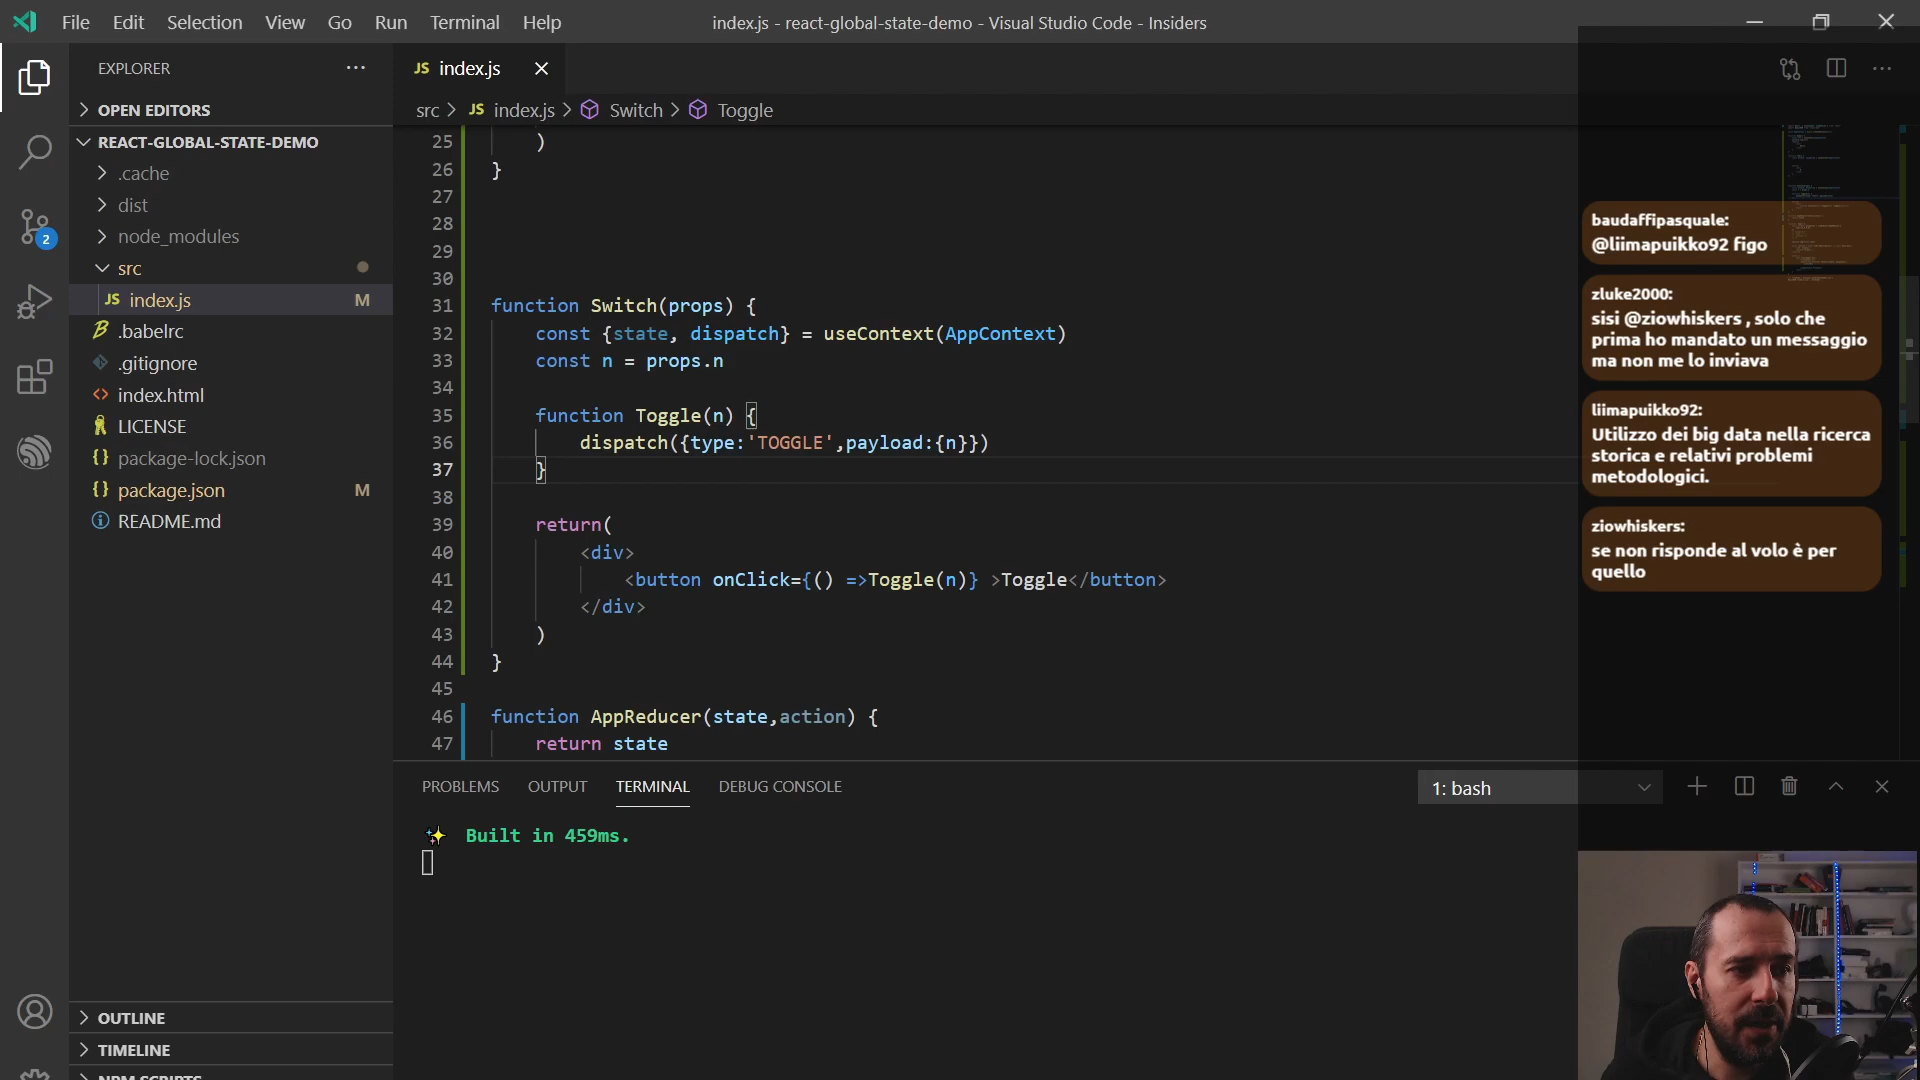 File Edit Selection View Go Run Terminal Help
index.js - react-global-state-demo - Visual Studio Code - Insiders
EXPLORER
OPEN EDITORS
REACT-GLOBAL-STATE-DEMO
.cache
dist
node_modules
src
JS index.js M
.babelrc
.gitignore
index.html
LICENSE
package-lock.json
package.json M
README.md
2
OUTLINE
TIMELINE
NPM SCRIPTS
JS index.js
src > JS index.js > Switch > Toggle
25 )
26 }
27
28
29
30
31 function Switch(props) {
32 const {state, dispatch} = useContext(AppContext)
33 const n = props.n
34
35 function Toggle(n) {
36 dispatch({type:'TOGGLE',payload:{n}})
37 }
38
39 return(
40 <div>
41 <button onClick={() =>Toggle(n)} >Toggle</button>
42 </div>
43 )
44 }
45
46 function AppReducer(state,action) {
47 return state
PROBLEMS OUTPUT TERMINAL DEBUG CONSOLE
1: bash
✨ Built in 459ms.
baudaffipasquale:
@liimapuikko92 figo
zluke2000:
sisi @ziowhiskers , solo che
prima ho mandato un messaggio
ma non me lo inviava
liimapuikko92:
Utilizzo dei big data nella ricerca
storica e relativi problemi
metodologici.
ziowhiskers:
se non risponde al volo è per
quello